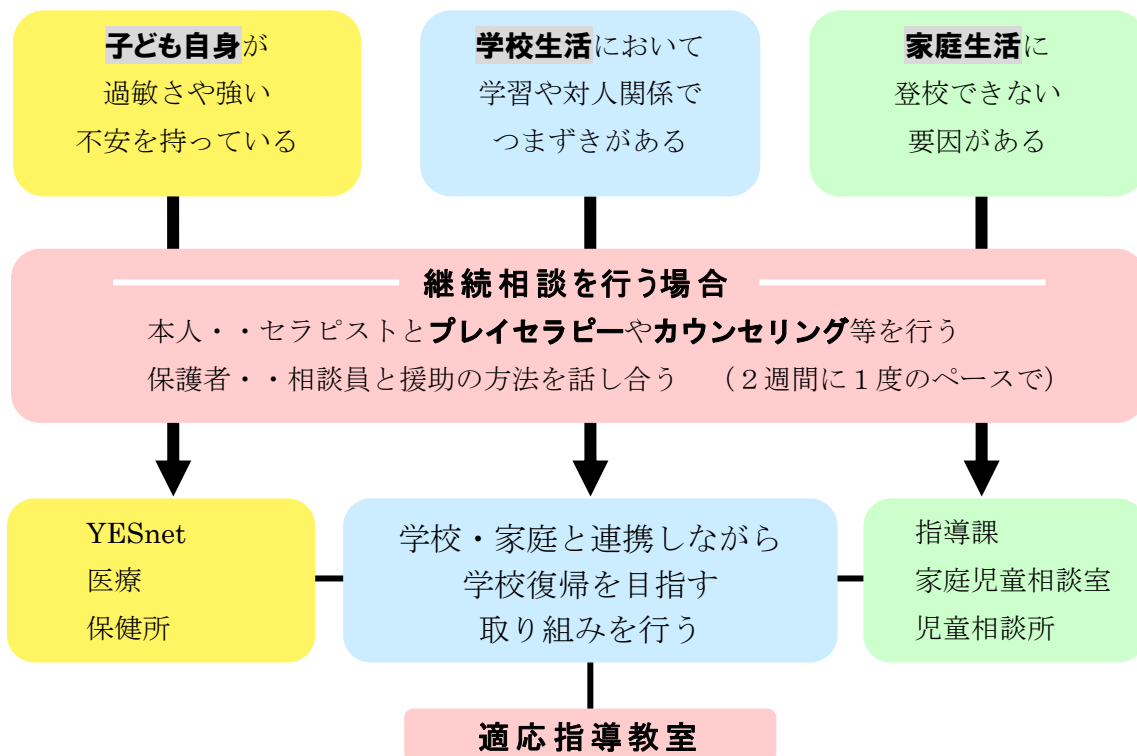 子ども自身が
過敏さや強い
不安を持っている
学校生活において
学習や対人関係で
つまずきがある
家庭生活に
登校できない
要因がある
継続相談を行う場合
本人・・セラピストとプレイセラピーやカウンセリング等を行う
保護者・・相談員と援助の方法を話し合う　（２週間に１度のペースで）
YESnet
医療
保健所
学校・家庭と連携しながら
学校復帰を目指す
取り組みを行う
指導課
家庭児童相談室
児童相談所
適応指導教室